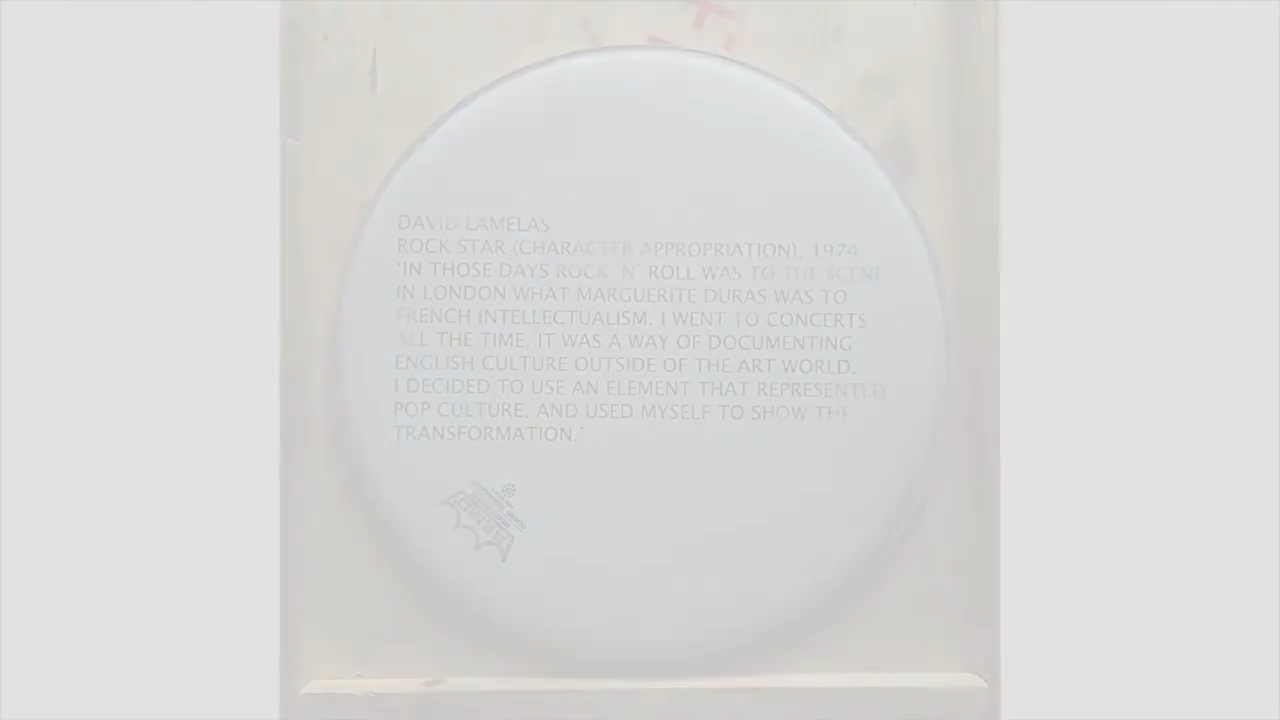 DAVID LAMELAS
ROCK STAR (CHARACTER APPROPRIATION), 1974
'IN THOSE DAYS ROCK 'N' ROLL WAS TO THE SCENE
IN LONDON WHAT MARGUERITE DURAS WAS TO
FRENCH INTELLECTUALISM. I WENT TO CONCERTS
ALL THE TIME. IT WAS A WAY OF DOCUMENTING
ENGLISH CULTURE OUTSIDE OF THE ART WORLD.
I DECIDED TO USE AN ELEMENT THAT REPRESENTED
POP CULTURE, AND USED MYSELF TO SHOW THE
TRANSFORMATION.'
REMO